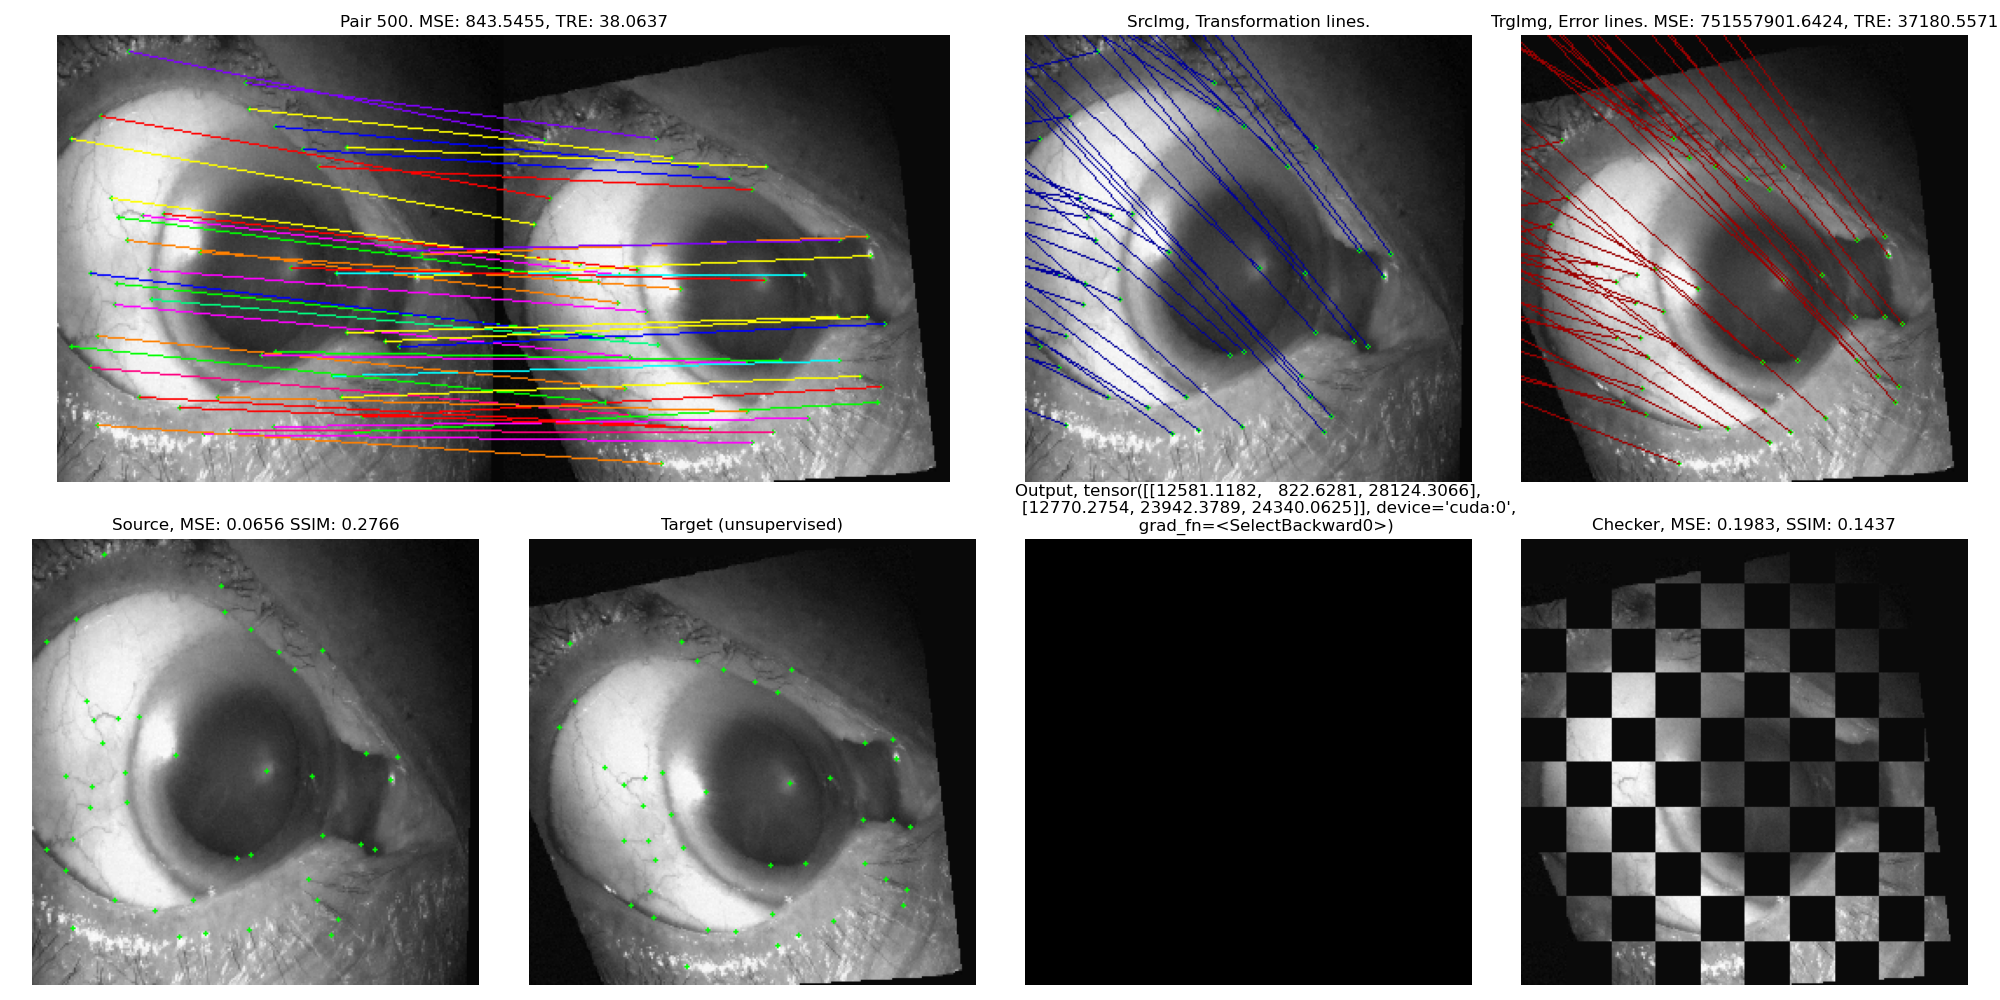 Pair 500. MSE: 843.5455, TRE: 38.0637
SrcImg, Transformation lines.
TrgImg, Error lines. MSE: 751557901.6424, TRE: 37180.5571
Source, MSE: 0.0656 SSIM: 0.2766
Target (unsupervised)
Output, tensor([[12581.1182,   822.6281, 28124.3066],
[12770.2754, 23942.3789, 24340.0625]], device='cuda:0',
grad_fn=<SelectBackward0>)
Checker, MSE: 0.1983, SSIM: 0.1437